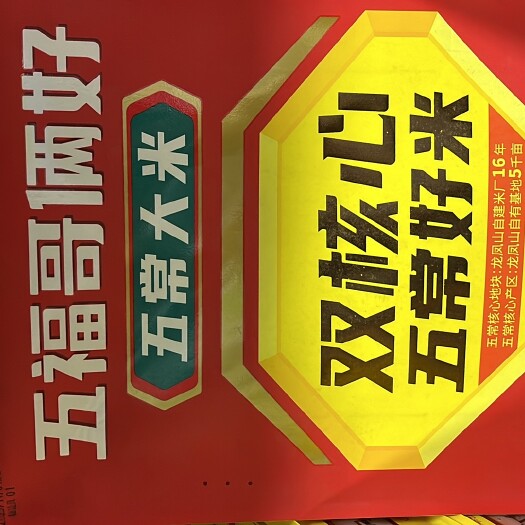 五福哥俩好
五常大米
双核心
五常好米
五常核心地块:龙凤山自建米厂16年
五常核心产区:龙凤山自有基地5千亩